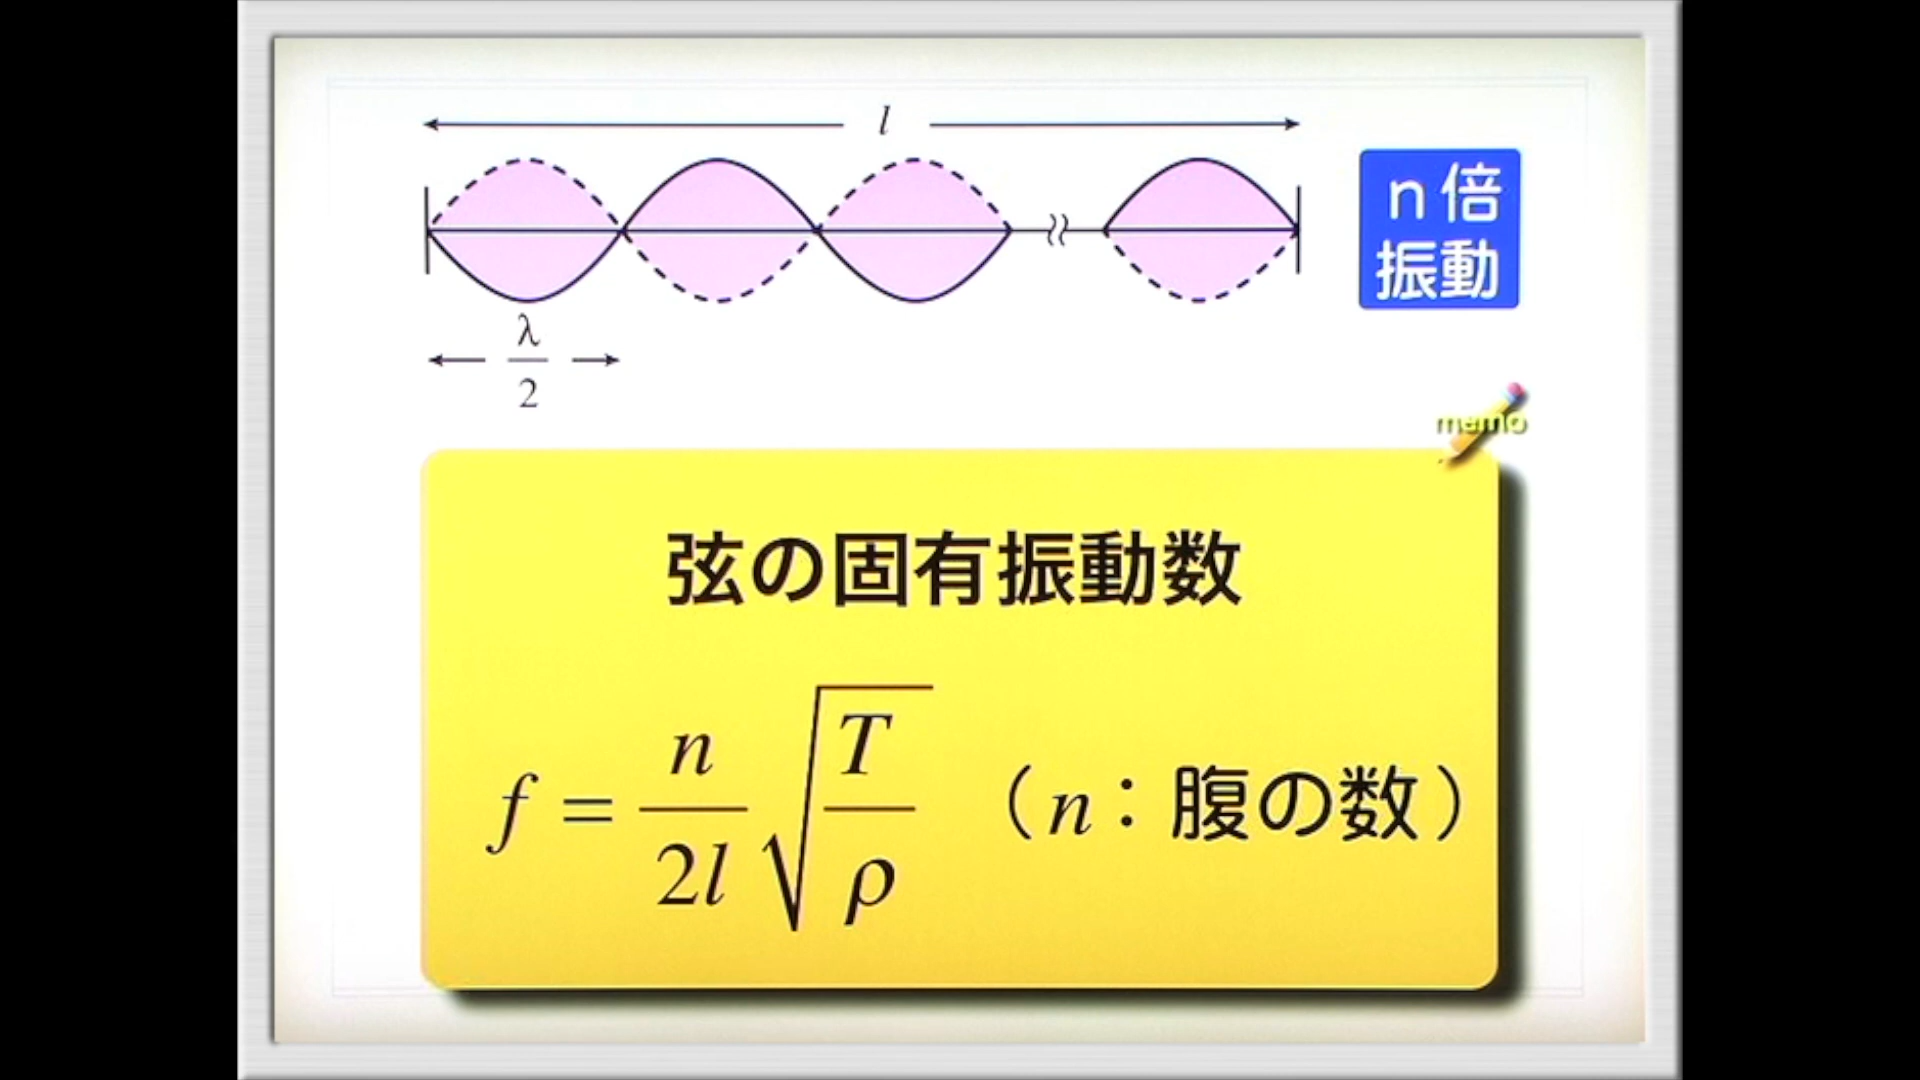 l
n倍
振動
λ/2
memo
弦の固有振動数
f = n/2l √T/ρ (n:腹の数)